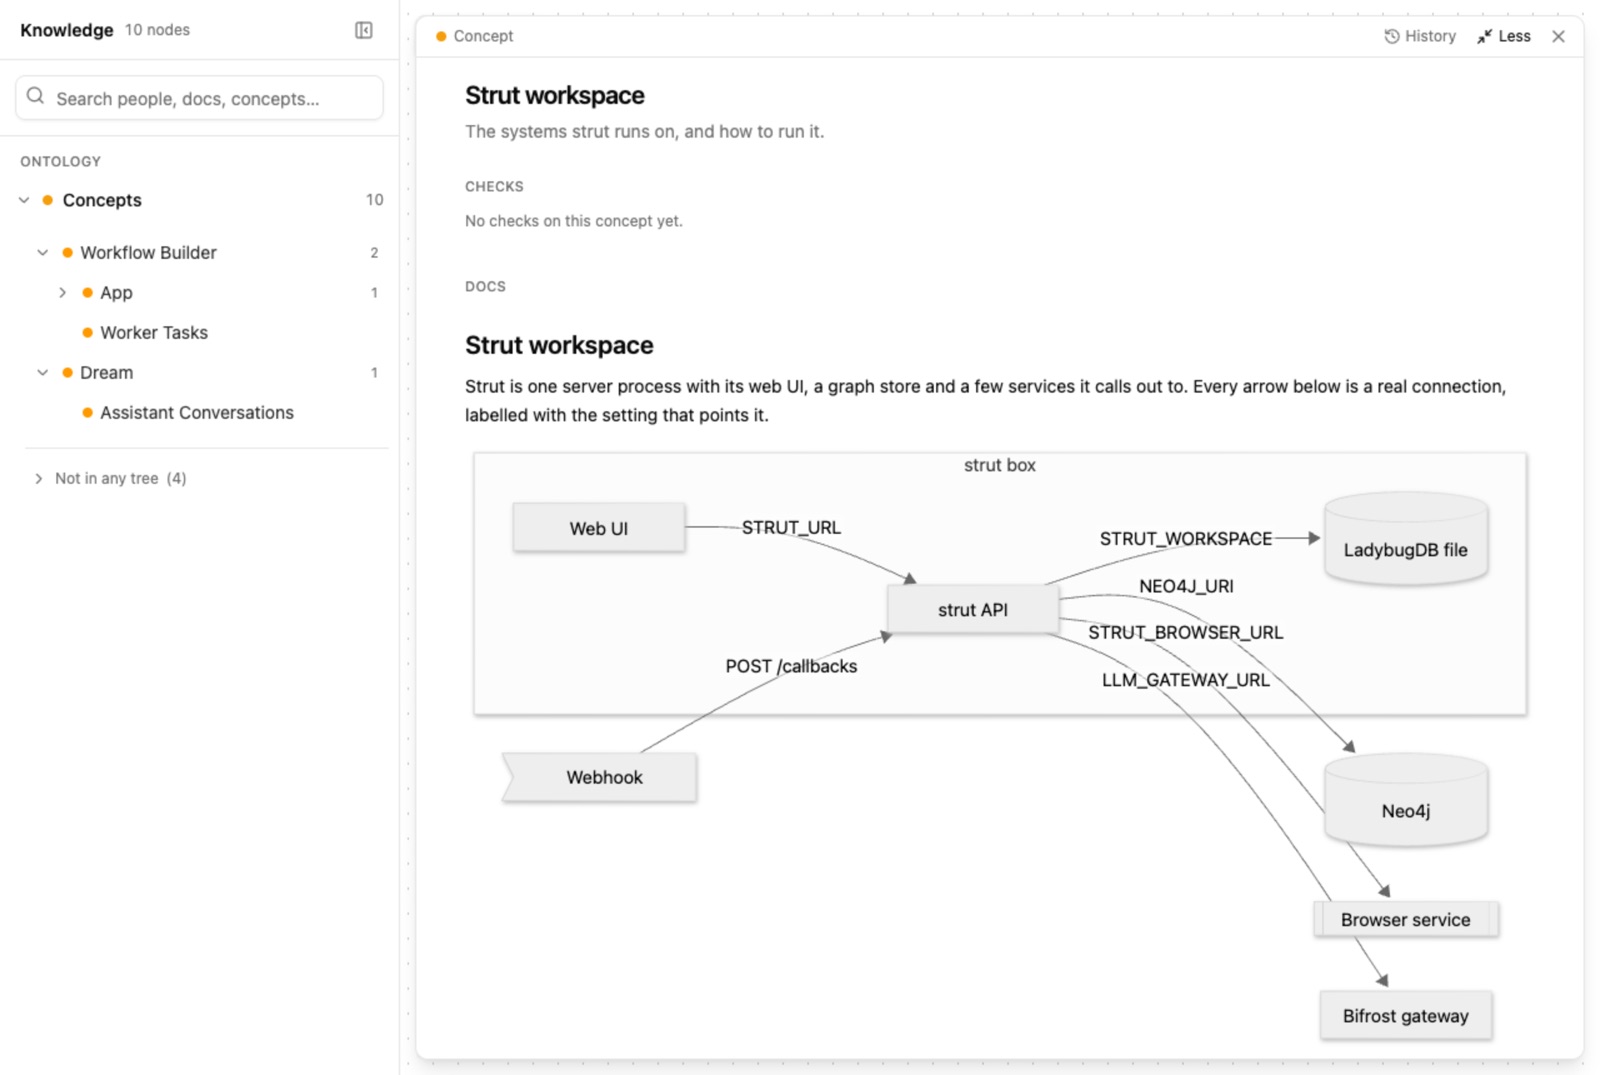 Knowledge 10 nodes
Search people, docs, concepts...
ONTOLOGY
Concepts 10
Workflow Builder 2
App 1
Worker Tasks
Dream 1
Assistant Conversations
Not in any tree (4)
Concept
History Less
Strut workspace
The systems strut runs on, and how to run it.
CHECKS
No checks on this concept yet.
DOCS
Strut workspace
Strut is one server process with its web UI, a graph store and a few services it calls out to. Every arrow below is a real connection,
labelled with the setting that points it.
strut box
Web UI
STRUT_URL
STRUT_WORKSPACE
LadybugDB file
NEO4J_URI
strut API
STRUT_BROWSER_URL
POST /callbacks
LLM_GATEWAY_URL
Webhook
Neo4j
Browser service
Bifrost gateway